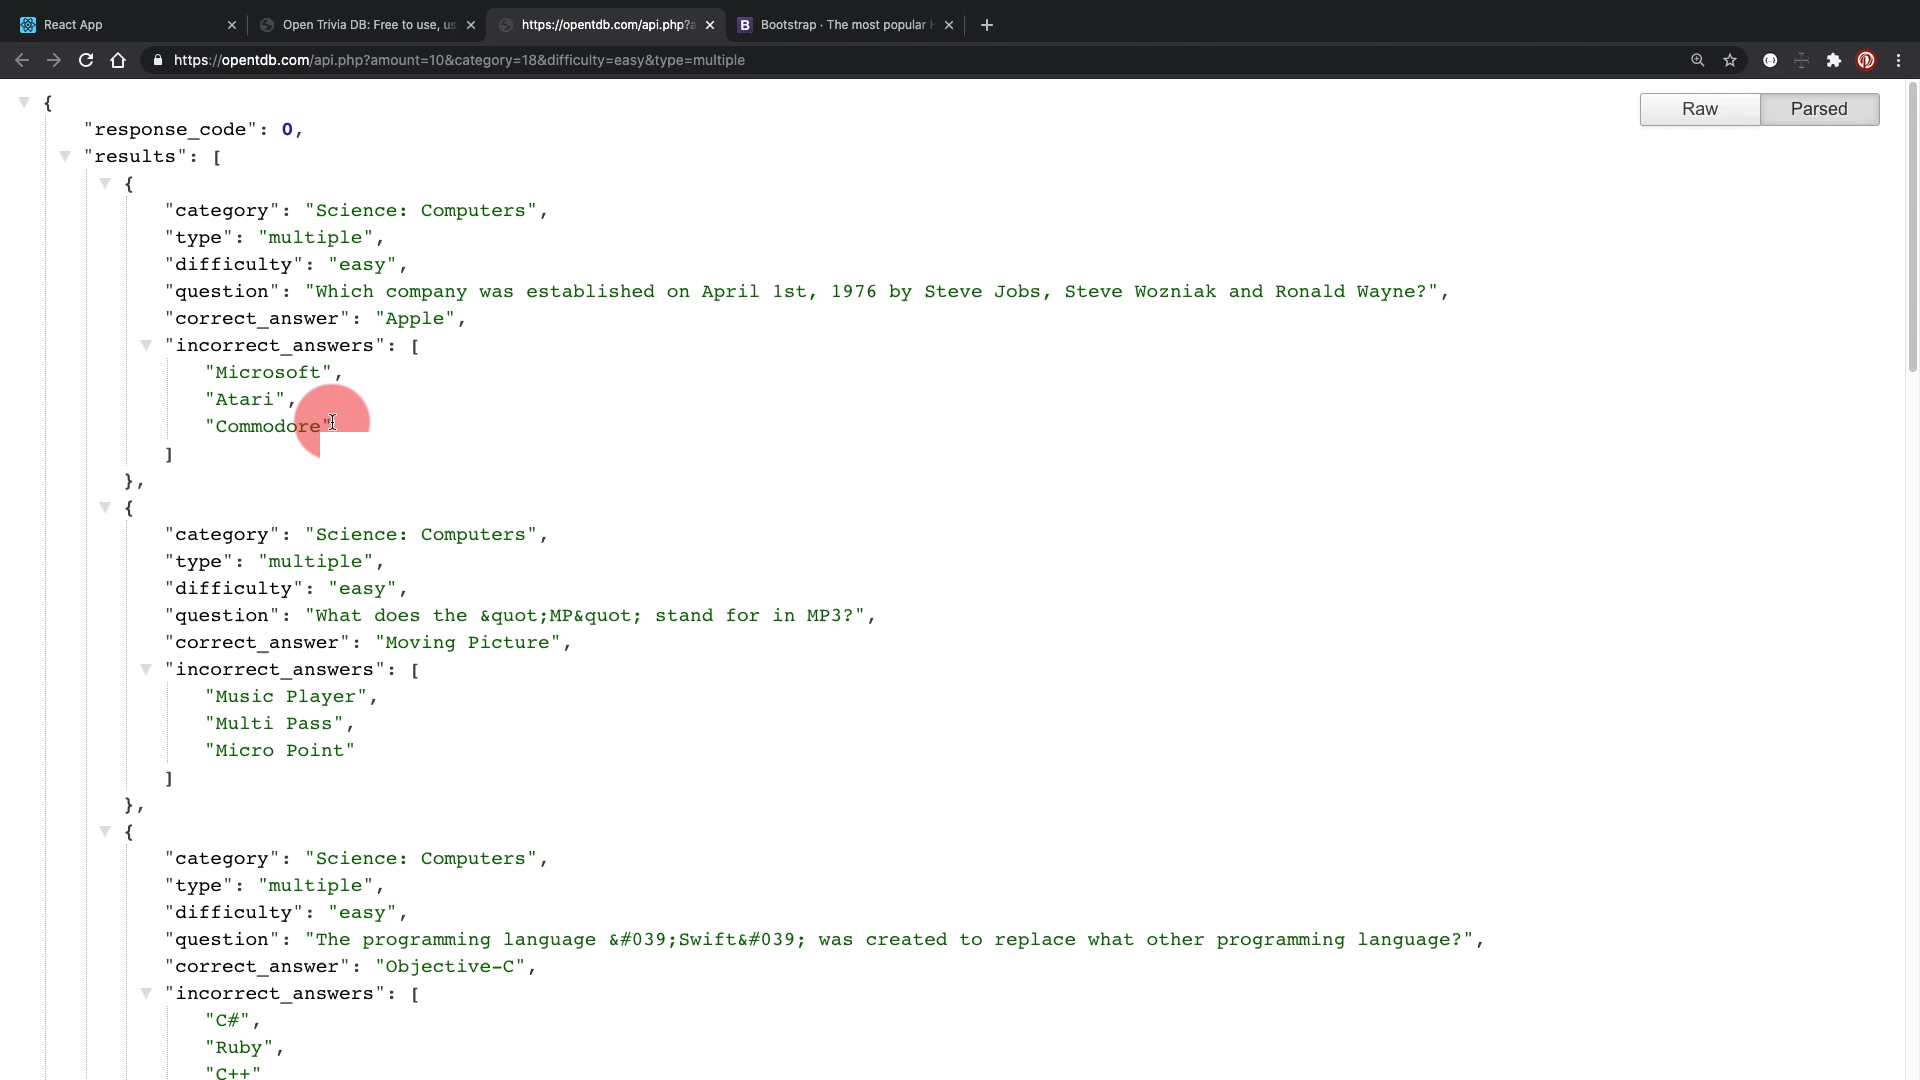 React App
Open Trivia DB: Free to use, us
https://opentdb.com/api.php?a
B Bootstrap · The most popular H
https://opentdb.com/api.php?amount=10&category=18&difficulty=easy&type=multiple
Raw Parsed
{
"response_code": 0,
"results": [
{
"category": "Science: Computers",
"type": "multiple",
"difficulty": "easy",
"question": "Which company was established on April 1st, 1976 by Steve Jobs, Steve Wozniak and Ronald Wayne?",
"correct_answer": "Apple",
"incorrect_answers": [
"Microsoft",
"Atari",
"Commodore"
]
},
{
"category": "Science: Computers",
"type": "multiple",
"difficulty": "easy",
"question": "What does the &quot;MP&quot; stand for in MP3?",
"correct_answer": "Moving Picture",
"incorrect_answers": [
"Music Player",
"Multi Pass",
"Micro Point"
]
},
{
"category": "Science: Computers",
"type": "multiple",
"difficulty": "easy",
"question": "The programming language &#039;Swift&#039; was created to replace what other programming language?",
"correct_answer": "Objective-C",
"incorrect_answers": [
"C#",
"Ruby",
"C++"